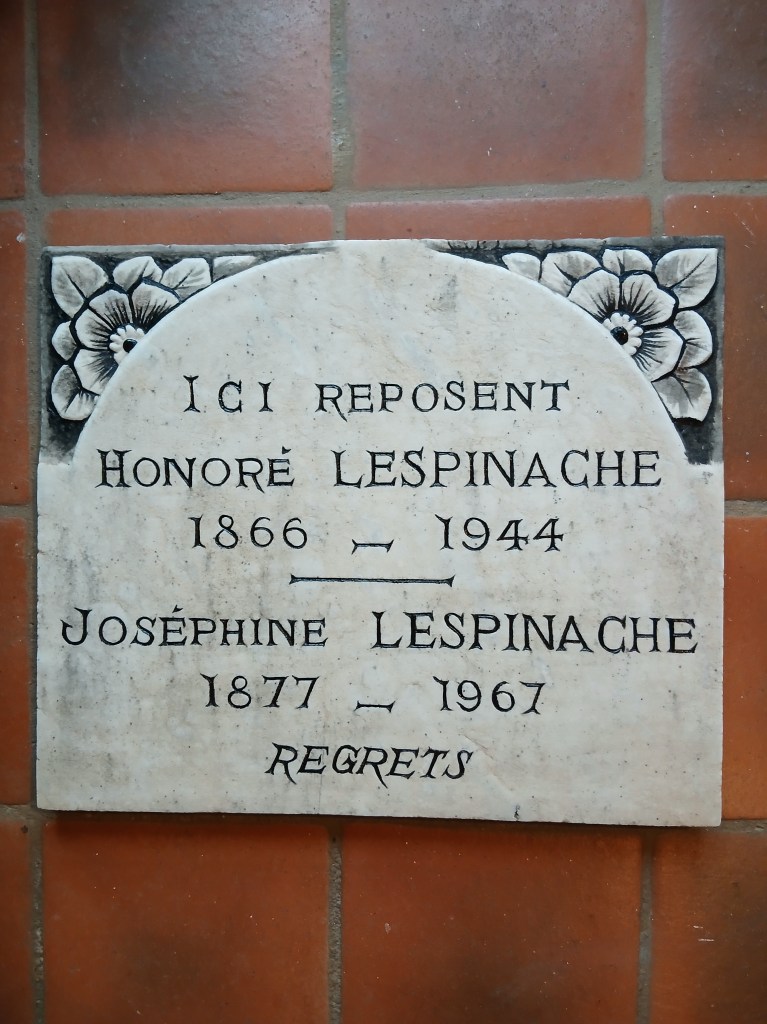 ICI REPOSENT
HONORÉ LESPINACHE
1866 - 1944
JOSÉPHINE LESPINACHE
1877 - 1967
REGRETS